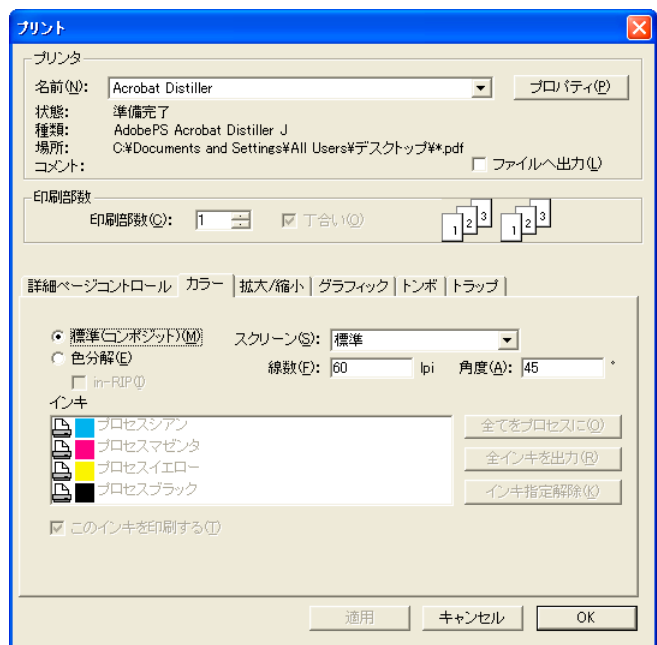 プリント
プリンタ
名前(N): Acrobat Distiller プロパティ(P)
状態: 準備完了
種類: AdobePS Acrobat Distiller J
場所: C:¥Documents and Settings¥All Users¥デスクトップ¥*.pdf
コメント: ファイルへ出力(L)
印刷部数
印刷部数(C): 1 丁合い(O)
1 2 3 1 2 3
詳細ページコントロール カラー 拡大/縮小 グラフィック トンボ トラップ
標準(コンポジット)(M) スクリーン(S): 標準
色分解(E) 線数(F): 60 lpi 角度(A): 45 °
in-RIP(I)
インキ
プロセスシアン 全てをプロセスに(O)
プロセスマゼンタ
プロセスイエロー 全インキを出力(R)
プロセスブラック インキ指定解除(K)
このインキを印刷する(T)
適用 キャンセル OK